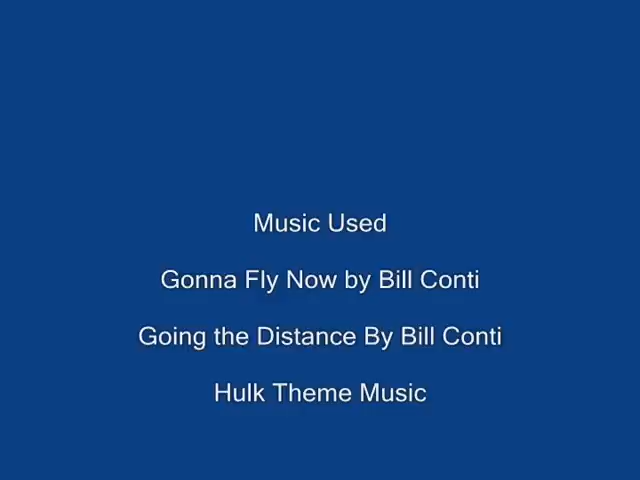 Music Used
Gonna Fly Now by Bill Conti
Going the Distance By Bill Conti
Hulk Theme Music